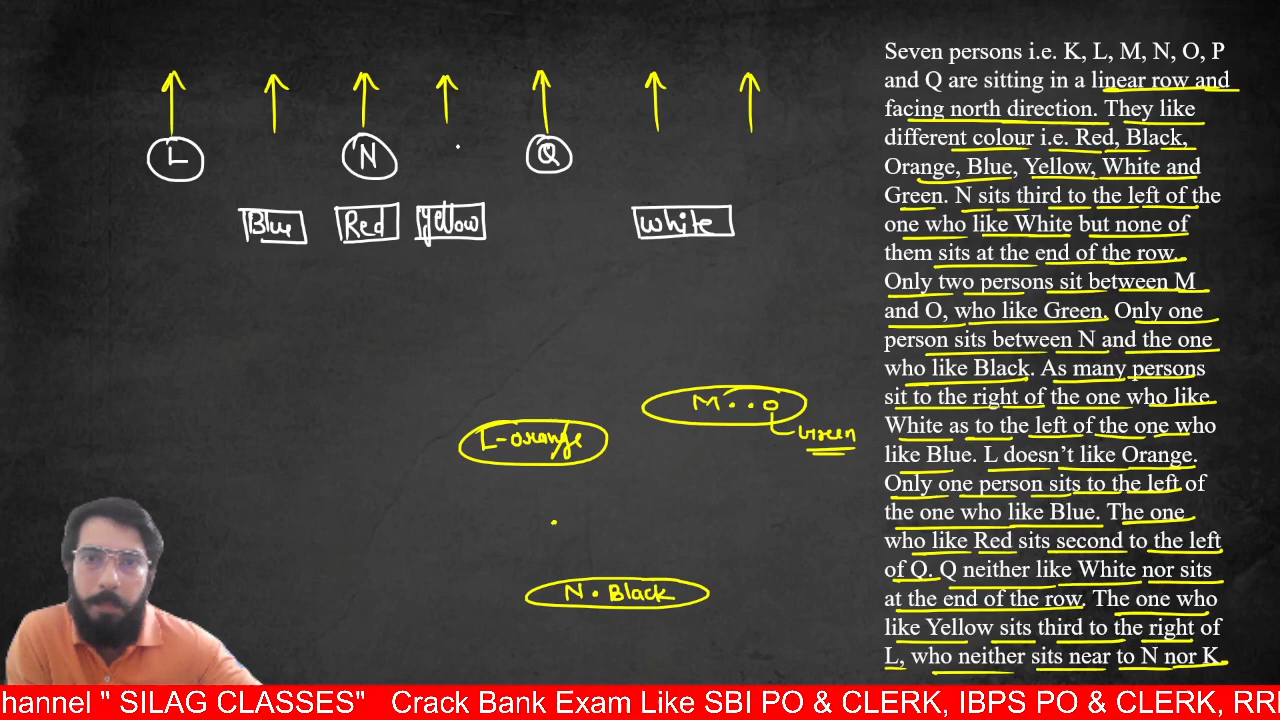 L
N
Q
Blue
Red
Yellow
White
M . . O
Green
L-orange
N . Black
Seven persons i.e. K, L, M, N, O, P
and Q are sitting in a linear row and
facing north direction. They like
different colour i.e. Red, Black,
Orange, Blue, Yellow, White and
Green. N sits third to the left of the
one who like White but none of
them sits at the end of the row.
Only two persons sit between M
and O, who like Green. Only one
person sits between N and the one
who like Black. As many persons
sit to the right of the one who like
White as to the left of the one who
like Blue. L doesn’t like Orange.
Only one person sits to the left of
the one who like Blue. The one
who like Red sits second to the left
of Q. Q neither like White nor sits
at the end of the row. The one who
like Yellow sits third to the right of
L, who neither sits near to N nor K.
hannel " SILAG CLASSES" Crack Bank Exam Like SBI PO & CLERK, IBPS PO & CLERK, RRI